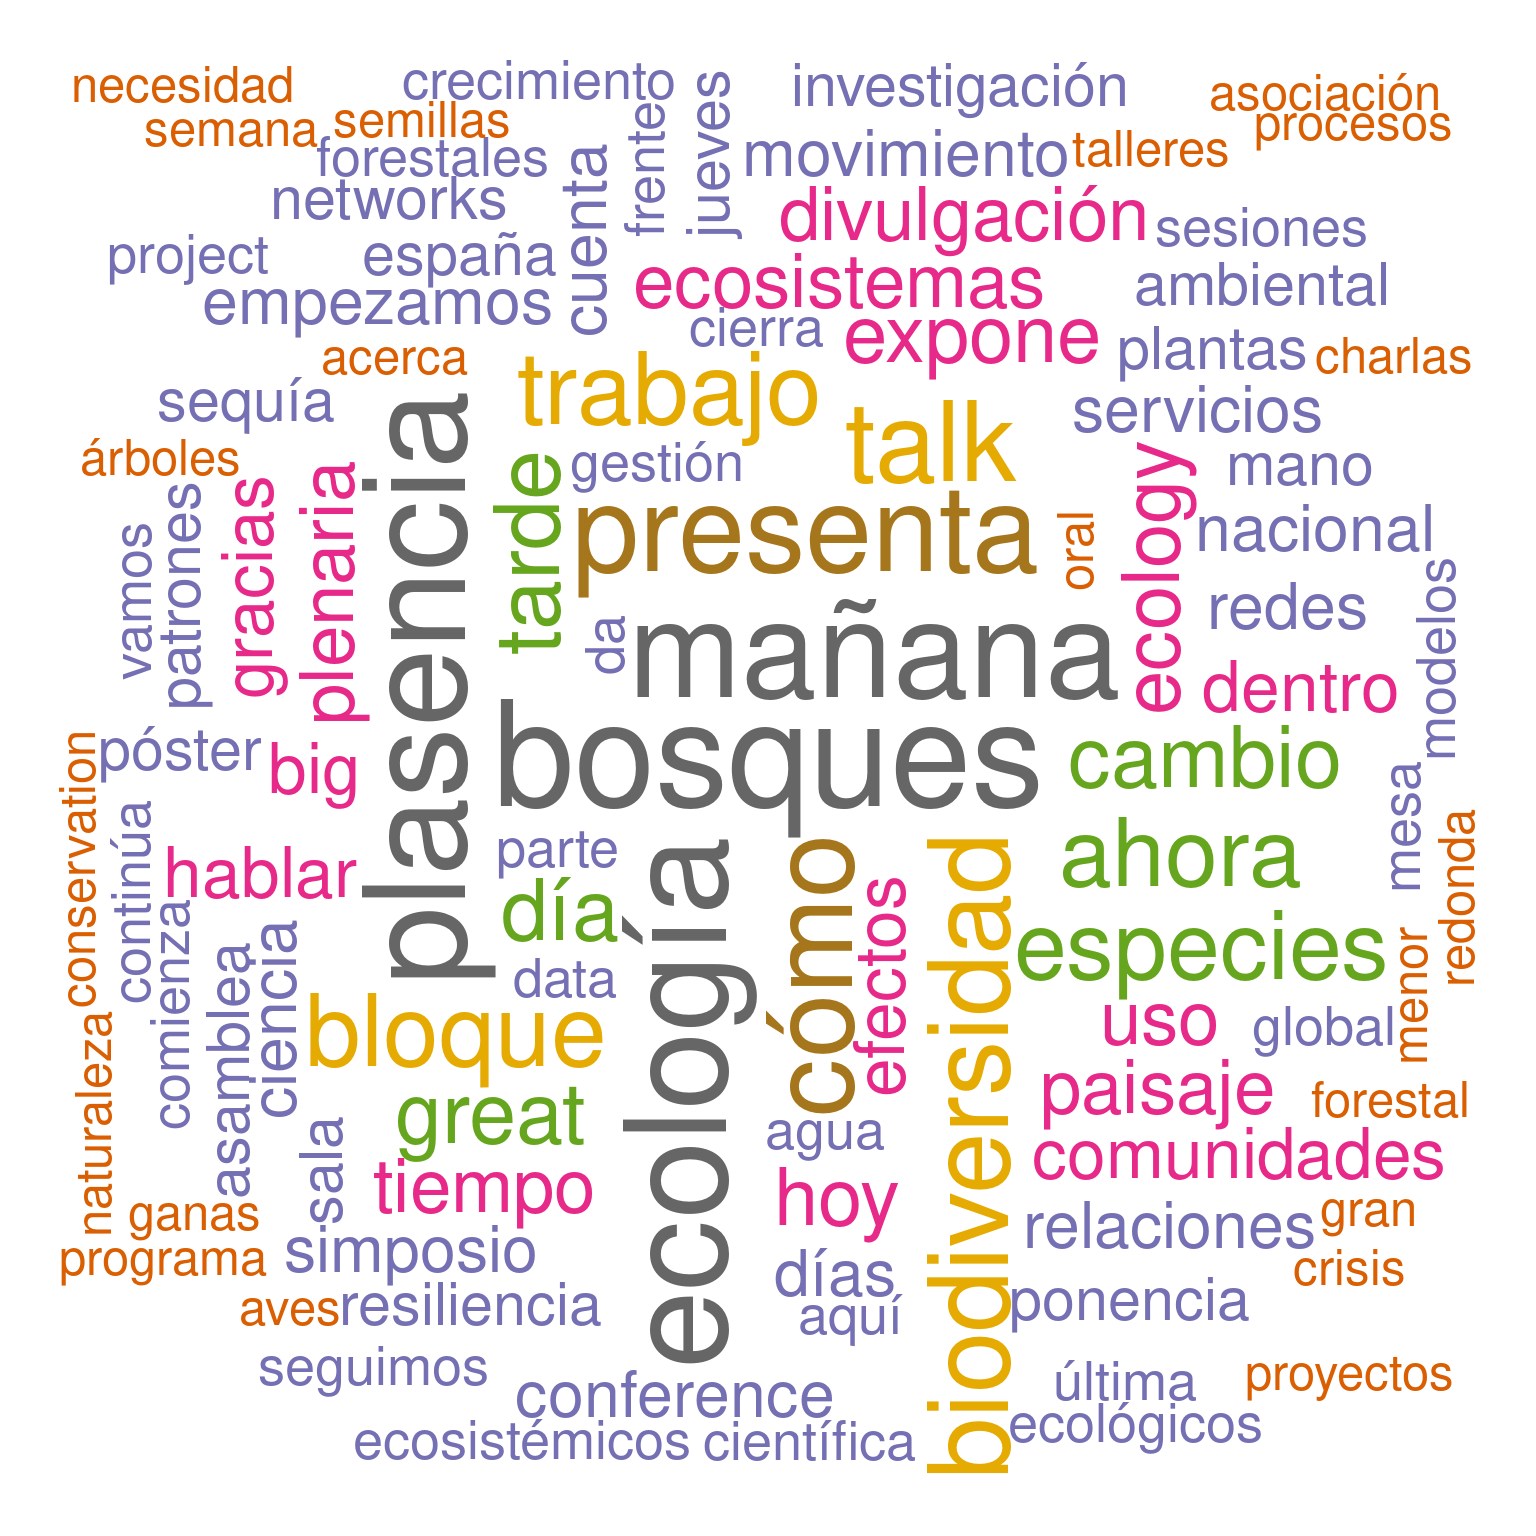 necesidad
crecimiento
investigación
asociación
semana
semillas
frente
jueves
movimiento
talleres
procesos
forestales
networks
cuenta
divulgación
sesiones
project
españa
ecosistemas
ambiental
empezamos
cierra
expone
plantas
charlas
acerca
trabajo
talk
servicios
sequía
árboles
plasencia
tarde
gestión
ecology
mano
vamos
patrones
gracias
plenaria
presenta
oral
nacional
da
mañana
redes
modelos
dentro
póster
big
bosques
cambio
mesa
conservation
continúa
hablar
parte
ecología
cómo
biodiversidad
ahora
redonda
comienza
asamblea
ciencia
día
data
efectos
especies
menor
naturaleza
bloque
uso
global
great
agua
paisaje
forestal
sala
tiempo
hoy
comunidades
ganas
programa
simposio
días
relaciones
gran
crisis
aves
resiliencia
aquí
ponencia
seguimos
conference
última
proyectos
ecosistémicos
científica
ecológicos